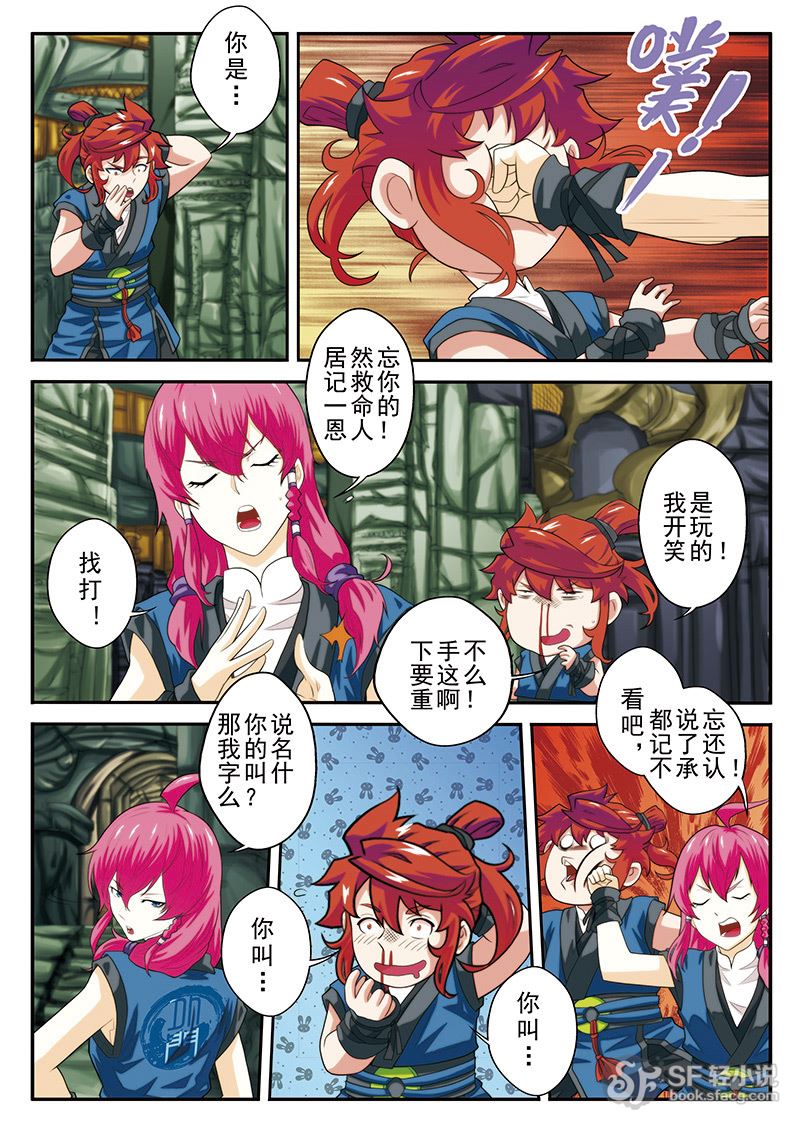 你是…
噗！！
居然忘
记救你
一命的
恩人！
找打！
我是
开玩
笑的！
下手不
要这么
重啊！
那你说
我的名
字叫什
么？
你叫…
你叫…
看吧，
都说忘
记了还
不承认！
SF 轻小说
book.sfacg.com